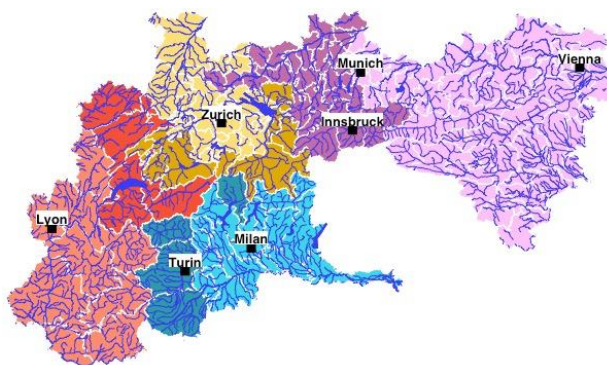 Munich
Vienna
Zurich
Innsbruck
Lyon
Milan
Turin